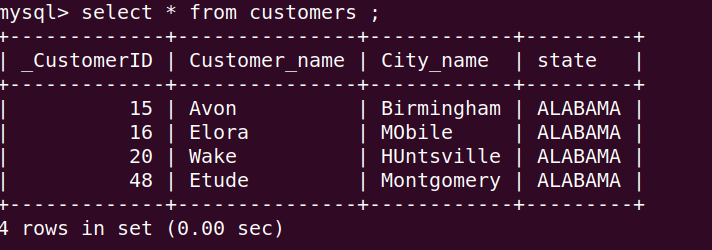 mysql> select * from customers ;
+-------------+---------------+------------+---------+
| _CustomerID | Customer_name | City_name  | state   |
+-------------+---------------+------------+---------+
|          15 | Avon          | Birmingham | ALABAMA |
|          16 | Elora         | MObile     | ALABAMA |
|          20 | Wake          | HUntsville | ALABAMA |
|          48 | Etude         | Montgomery | ALABAMA |
+-------------+---------------+------------+---------+
4 rows in set (0.00 sec)